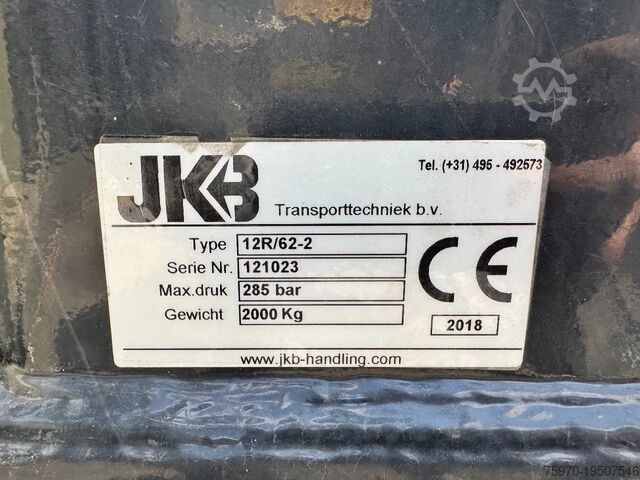 JKB
Tel. (+31) 495 - 492573
Transporttechniek b.v.
Type 12R/62-2
Serie Nr. 121023
Max.druk 285 bar
Gewicht 2000 Kg
CE
2018
www.jkb-handling.com
75970-19507546